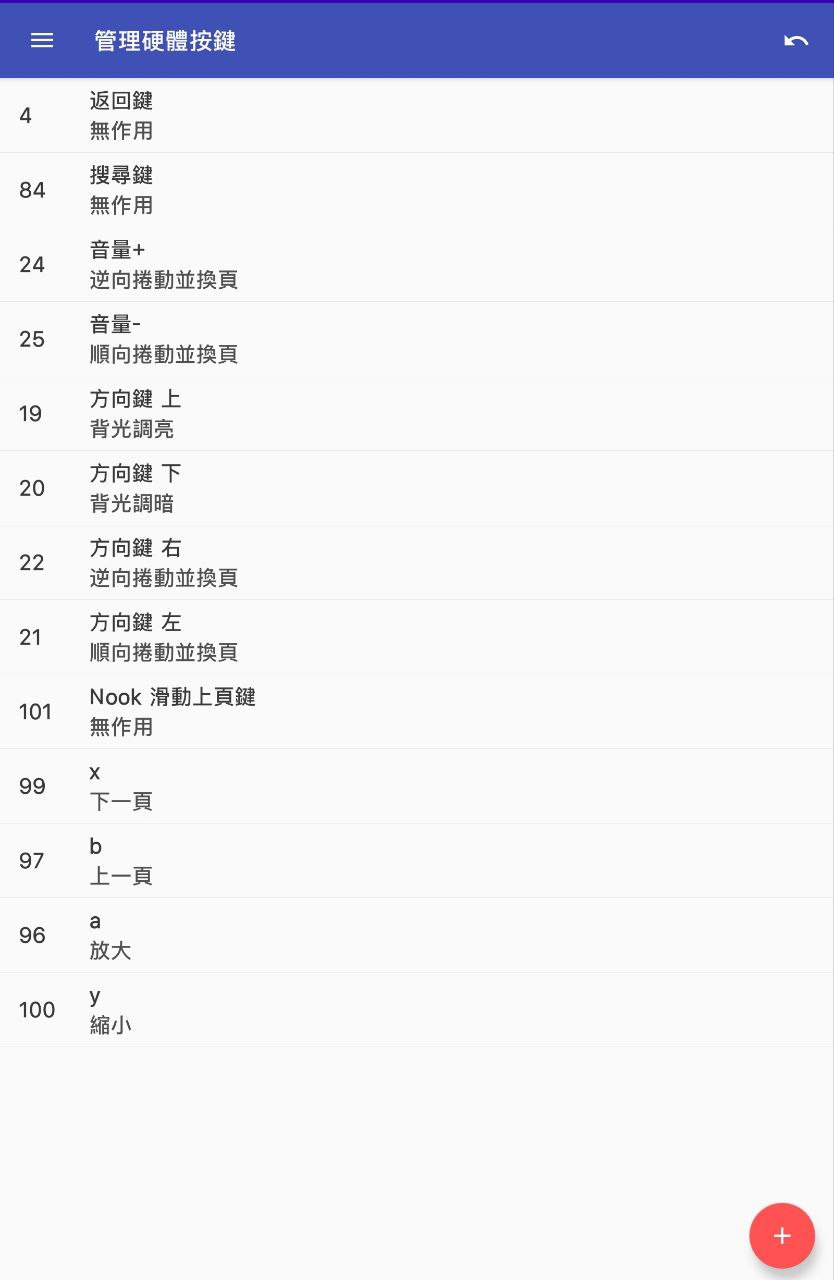 管理硬體按鍵
4
返回鍵
無作用
84
搜尋鍵
無作用
24
音量+
逆向捲動並換頁
25
音量-
順向捲動並換頁
19
方向鍵 上
背光調亮
20
方向鍵 下
背光調暗
22
方向鍵 右
逆向捲動並換頁
21
方向鍵 左
順向捲動並換頁
101
Nook 滑動上頁鍵
無作用
99
x
下一頁
97
b
上一頁
96
a
放大
100
y
縮小